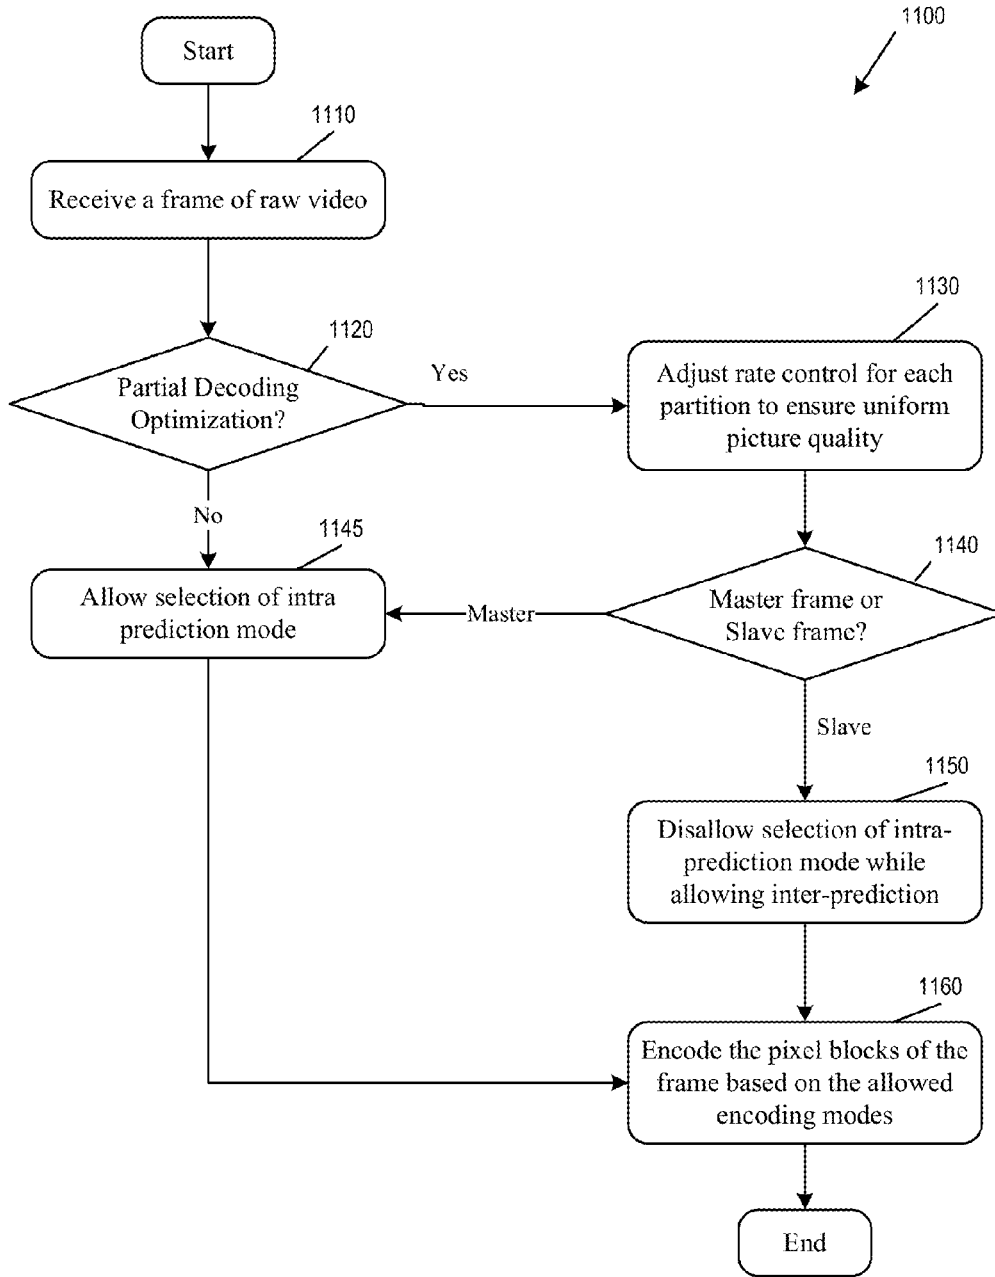 1100
Start
1110
Receive a frame of raw video
1120
Partial Decoding
Optimization?
Yes
1130
Adjust rate control for each
partition to ensure uniform
picture quality
No
1145
Allow selection of intra
prediction mode
Master
1140
Master frame or
Slave frame?
Slave
1150
Disallow selection of intra-
prediction mode while
allowing inter-prediction
1160
Encode the pixel blocks of the
frame based on the allowed
encoding modes
End